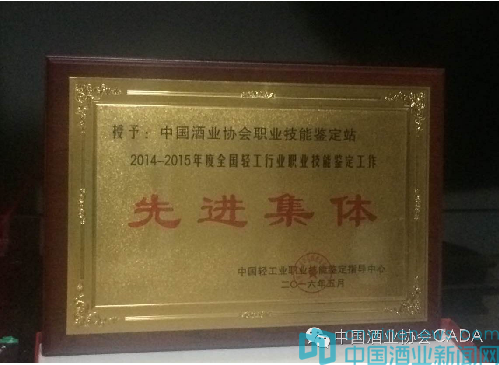 授予：中国酒业协会职业技能鉴定站
2014-2015年度全国轻工行业职业技能鉴定工作
先进集体
中国轻工业职业技能鉴定指导中心
二〇一六年五月
中国酒业协会CADA
中国酒业新闻网